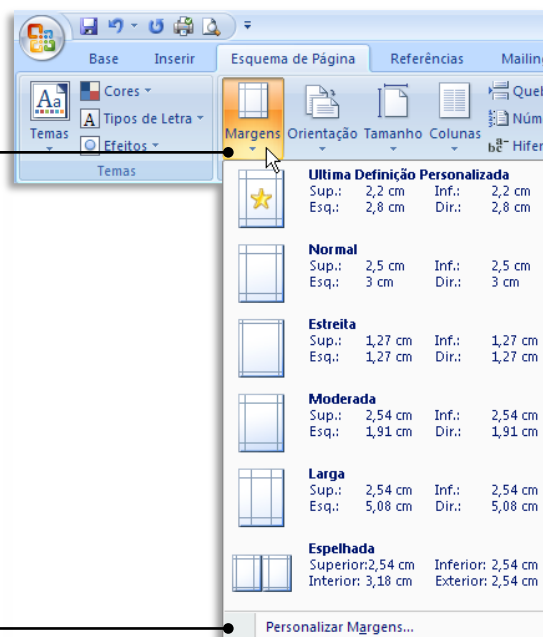 Base Inserir Esquema de Página Referências
Aa
Temas
Cores
A Tipos de Letra
Efeitos
Temas
Margens Orientação Tamanho Colunas
Ultima Definição Personalizada
Sup.: 2,2 cm Inf.: 2,2 cm
Esq.: 2,8 cm Dir.: 2,8 cm
Normal
Sup.: 2,5 cm Inf.: 2,5 cm
Esq.: 3 cm Dir.: 3 cm
Estreita
Sup.: 1,27 cm Inf.: 1,27 cm
Esq.: 1,27 cm Dir.: 1,27 cm
Moderada
Sup.: 2,54 cm Inf.: 2,54 cm
Esq.: 1,91 cm Dir.: 1,91 cm
Larga
Sup.: 2,54 cm Inf.: 2,54 cm
Esq.: 5,08 cm Dir.: 5,08 cm
Espelhada
Superior:2,54 cm Inferior: 2,54 cm
Interior: 3,18 cm Exterior: 2,54 cm
Personalizar Margens...